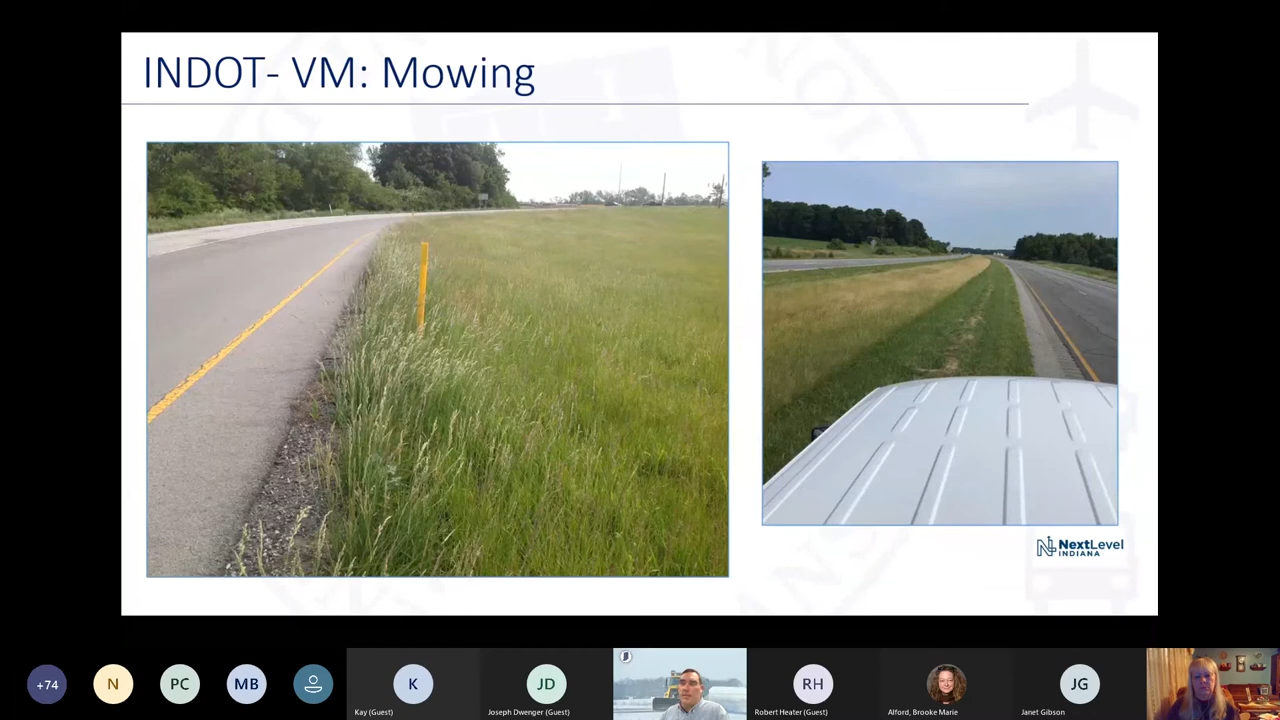 INDOT- VM: Mowing
NextLevel
INDIANA
+74
N
PC
MB
K
JD
RH
JG
Kay (Guest)
Joseph Dwenger (Guest)
Robert Heater (Guest)
Alford, Brooke Marie
Janet Gibson